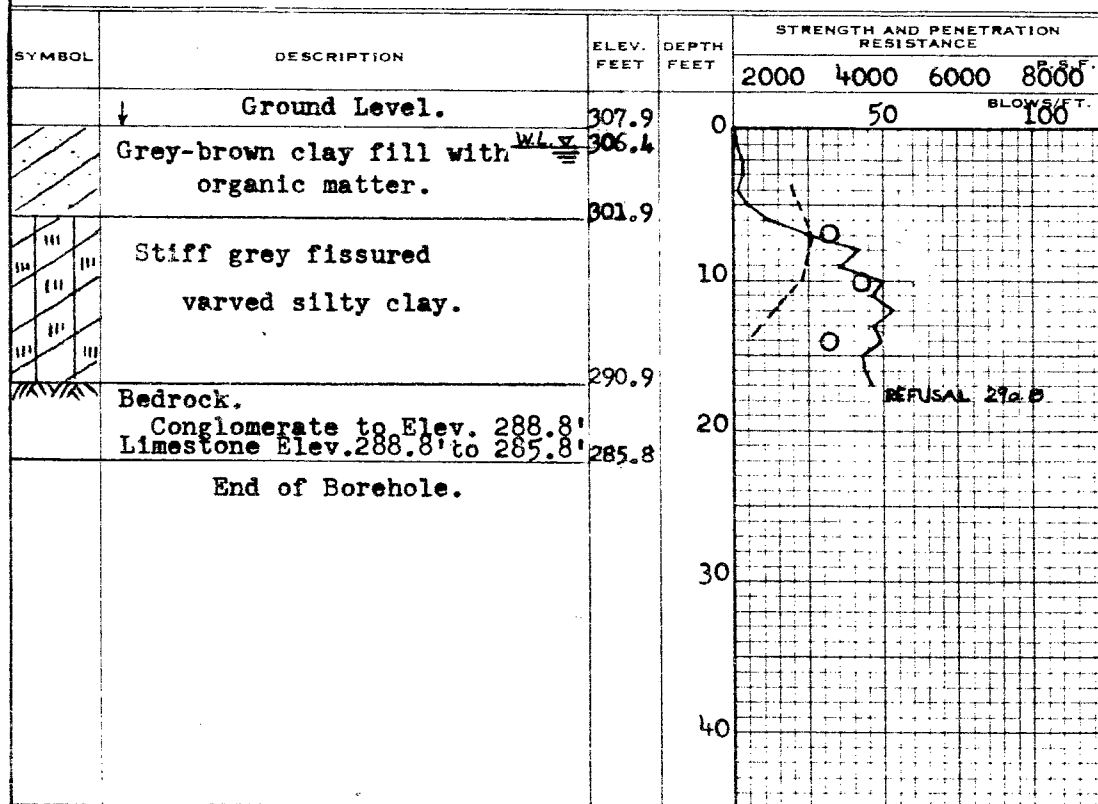 SYMBOL
DESCRIPTION
ELEV. FEET
DEPTH FEET
STRENGTH AND PENETRATION
RESISTANCE
P.S.F.
2000 4000 6000 8000
BLOWS/FT.
50 100
Ground Level.
307.9
0
W.L.
306.4
Grey-brown clay fill with
organic matter.
301.9
Stiff grey fissured
varved silty clay.
10
290.9
Bedrock.
Conglomerate to Elev. 288.8'
Limestone Elev.288.8' to 285.8'
285.8
REFUSAL
20
End of Borehole.
30
40